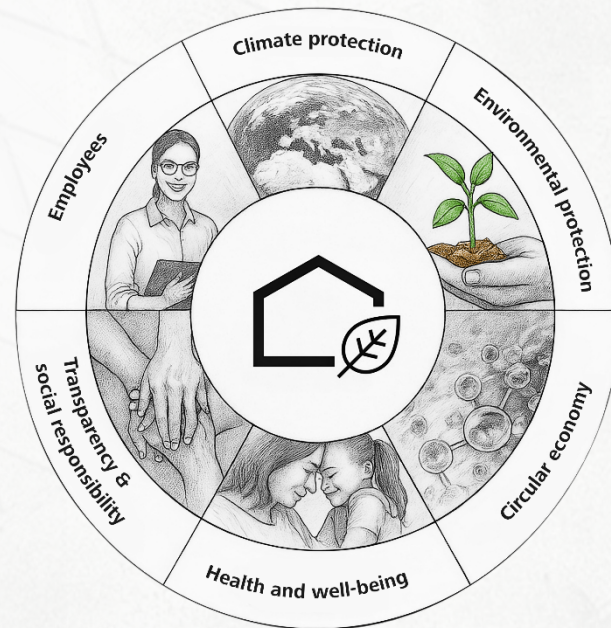 Climate protection
Environmental protection
Circular economy
Health and well-being
Transparency &
social responsibility
Employees